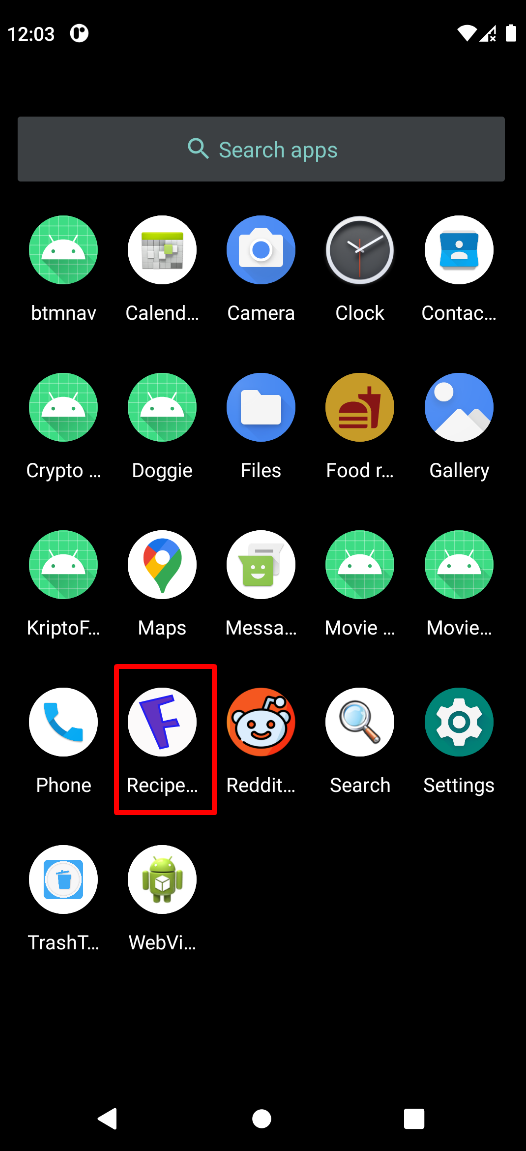 12:03
Search apps
btmnav
Calend…
Camera
Clock
Contac…
Crypto …
Doggie
Files
Food r…
Gallery
KriptoF…
Maps
Messa…
Movie …
Movie…
Phone
Recipe…
Reddit…
Search
Settings
TrashT…
WebVi…